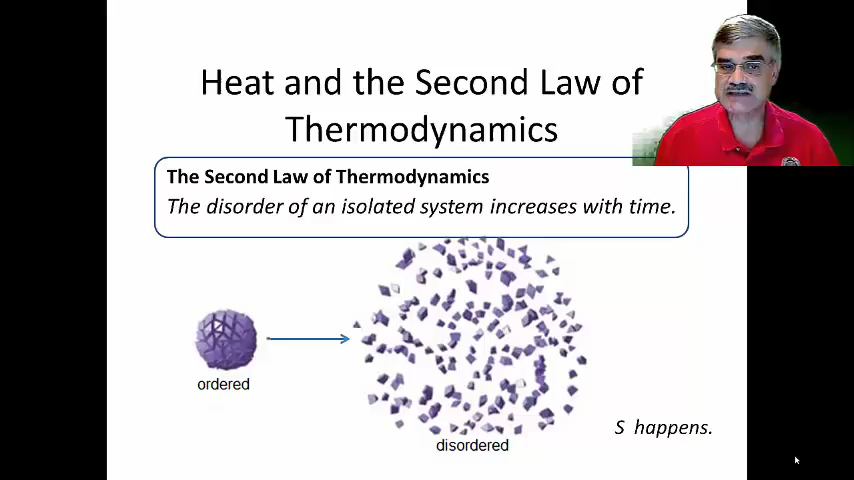 Heat and the Second Law of
Thermodynamics
The Second Law of Thermodynamics
The disorder of an isolated system increases with time.
ordered
disordered
S happens.